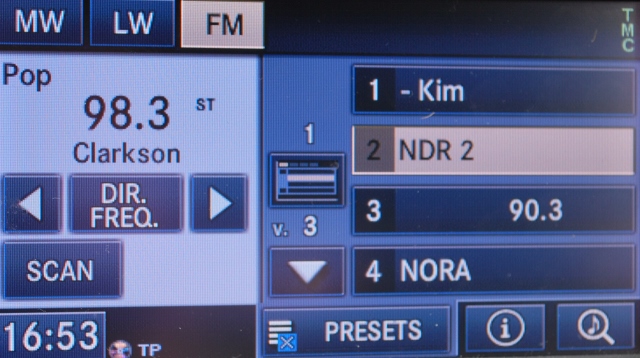 MW LW FM
TMC
Pop
98.3 ST
Clarkson
DIR.
FREQ.
SCAN
16:53 TP
1
v. 3
1 - Kim
2 NDR 2
3 90.3
4 NORA
PRESETS
i